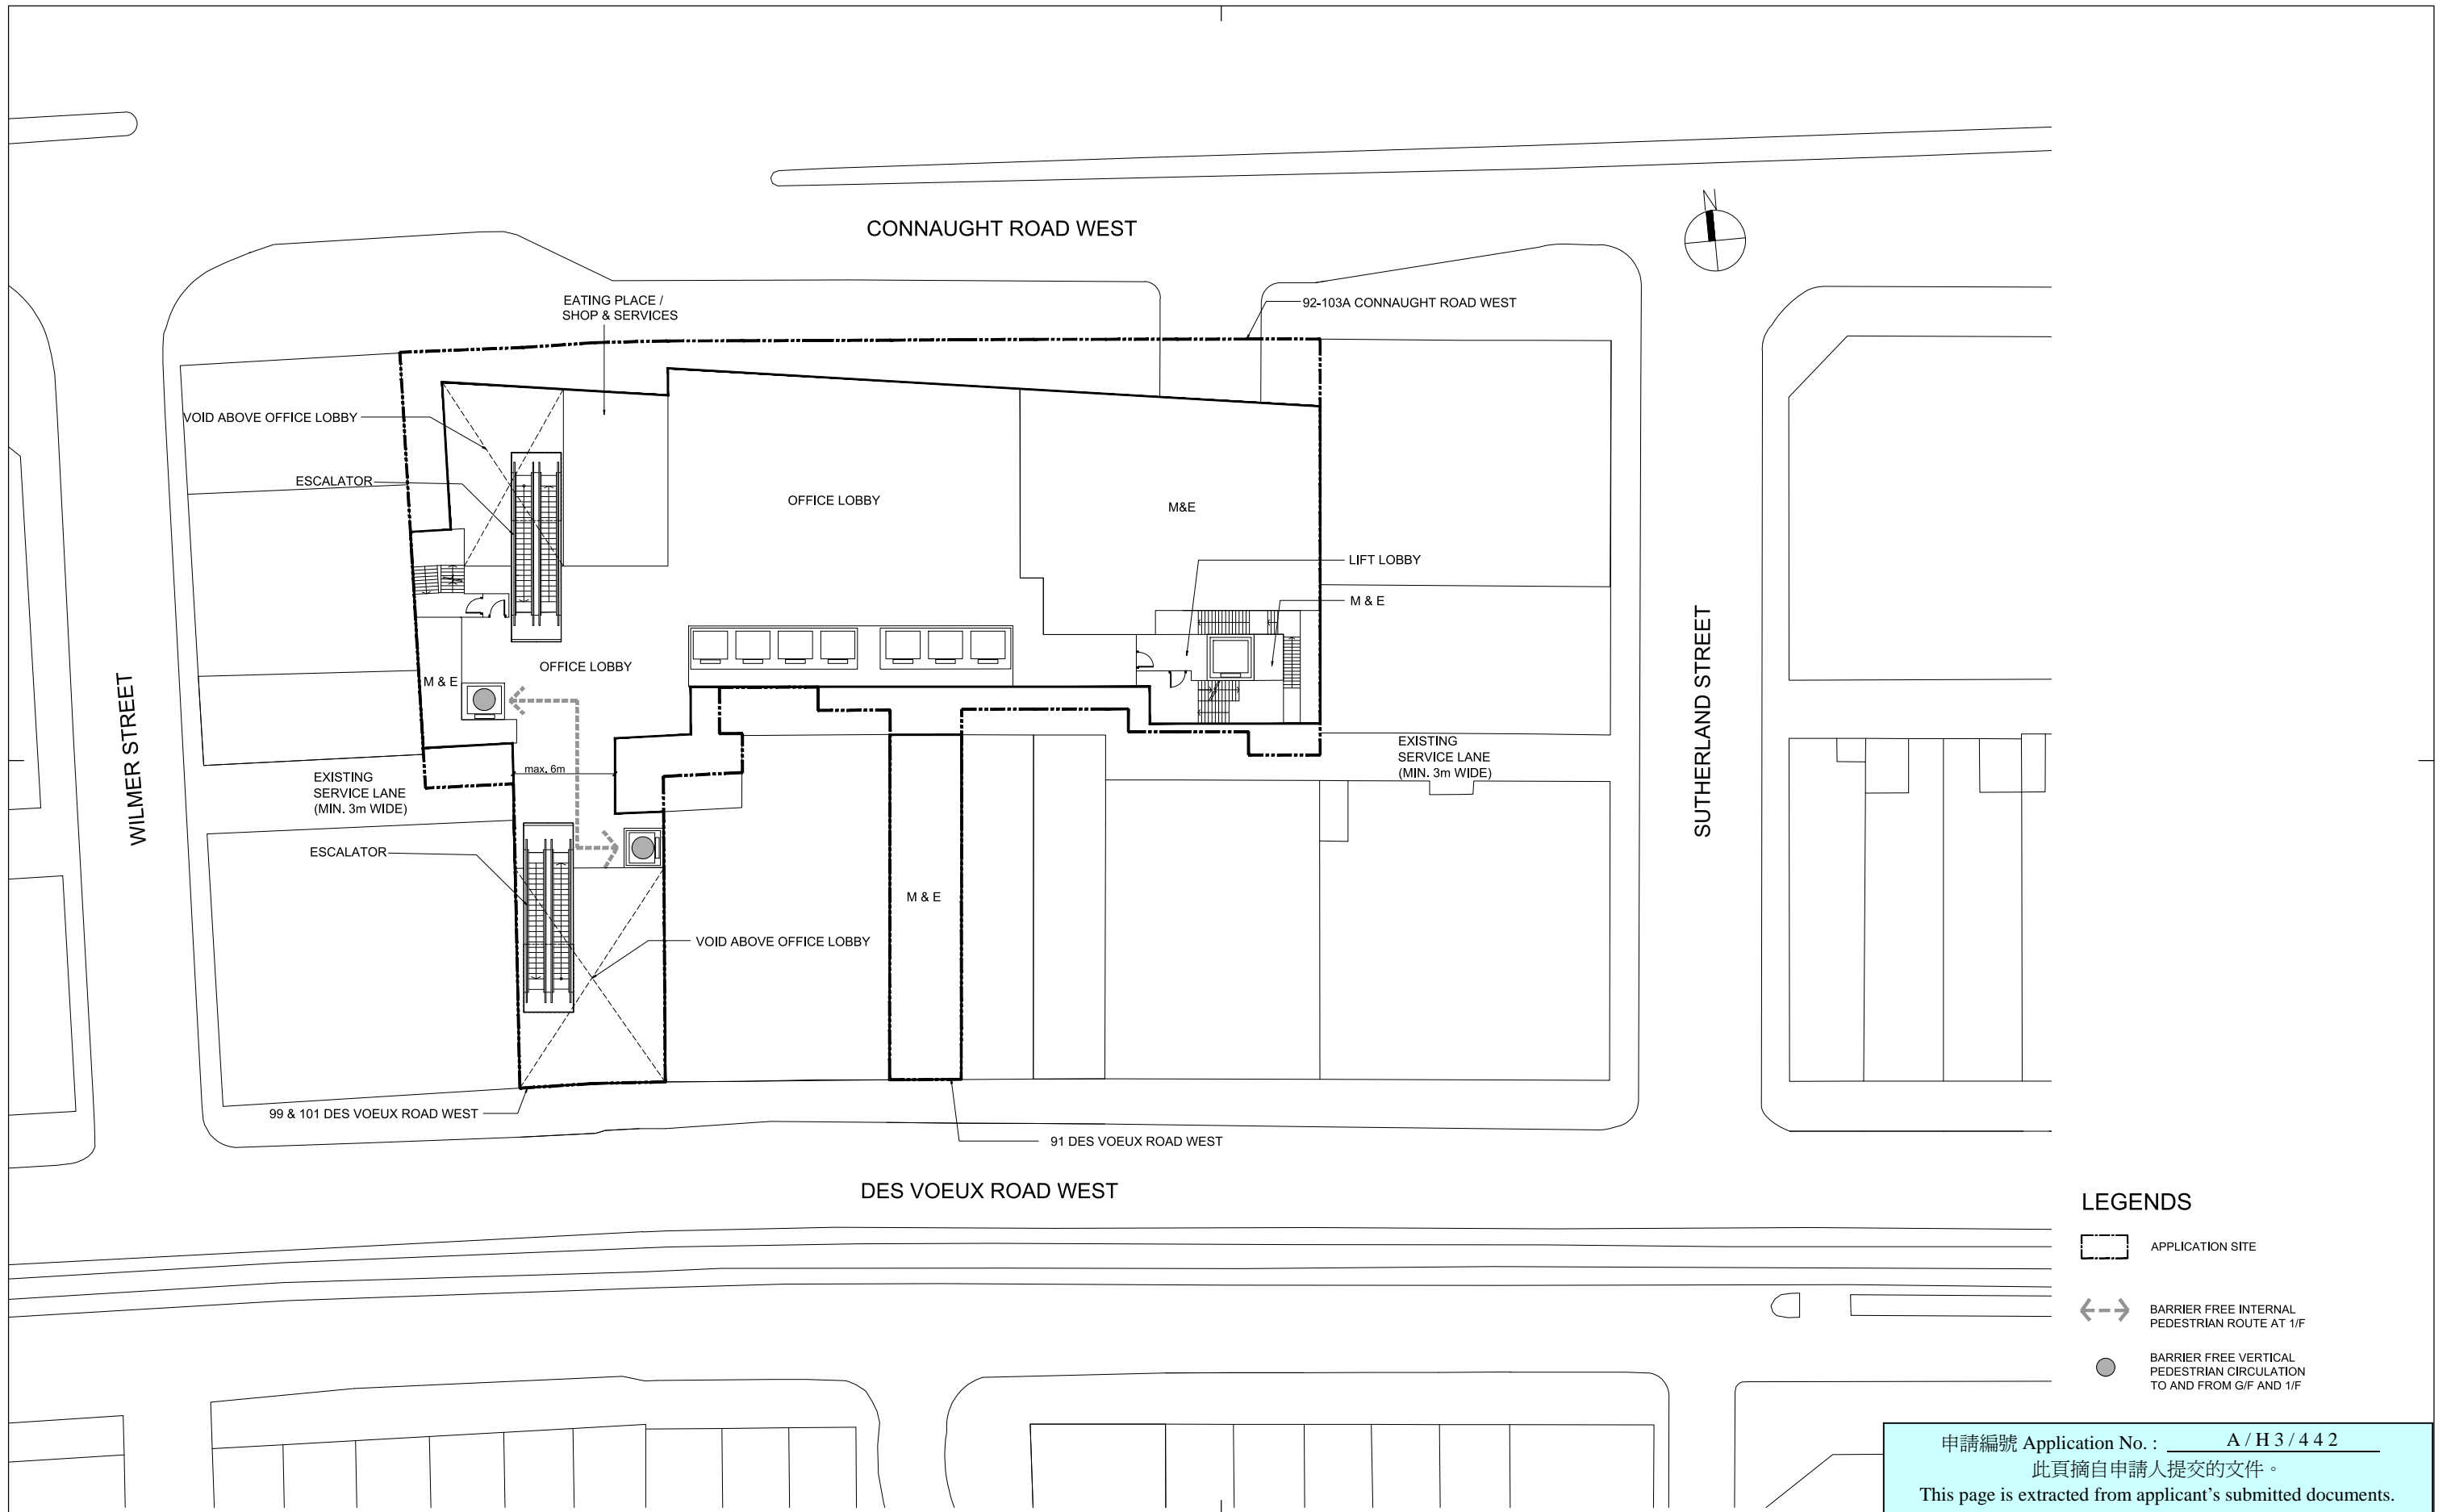 N
CONNAUGHT ROAD WEST
EATING PLACE /
SHOP & SERVICES
92-103A CONNAUGHT ROAD WEST
VOID ABOVE OFFICE LOBBY
ESCALATOR
OFFICE LOBBY
M&E
LIFT LOBBY
M & E
OFFICE LOBBY
M & E
WILMER STREET
SUTHERLAND STREET
EXISTING
SERVICE LANE
(MIN. 3m WIDE)
max. 6m
EXISTING
SERVICE LANE
(MIN. 3m WIDE)
ESCALATOR
M & E
VOID ABOVE OFFICE LOBBY
99 & 101 DES VOEUX ROAD WEST
91 DES VOEUX ROAD WEST
DES VOEUX ROAD WEST
LEGENDS
APPLICATION SITE
BARRIER FREE INTERNAL
PEDESTRIAN ROUTE AT 1/F
BARRIER FREE VERTICAL
PEDESTRIAN CIRCULATION
TO AND FROM G/F AND 1/F
申請編號 Application No. : A / H 3 / 4 4 2
此頁摘自申請人提交的文件。
This page is extracted from applicant's submitted documents.